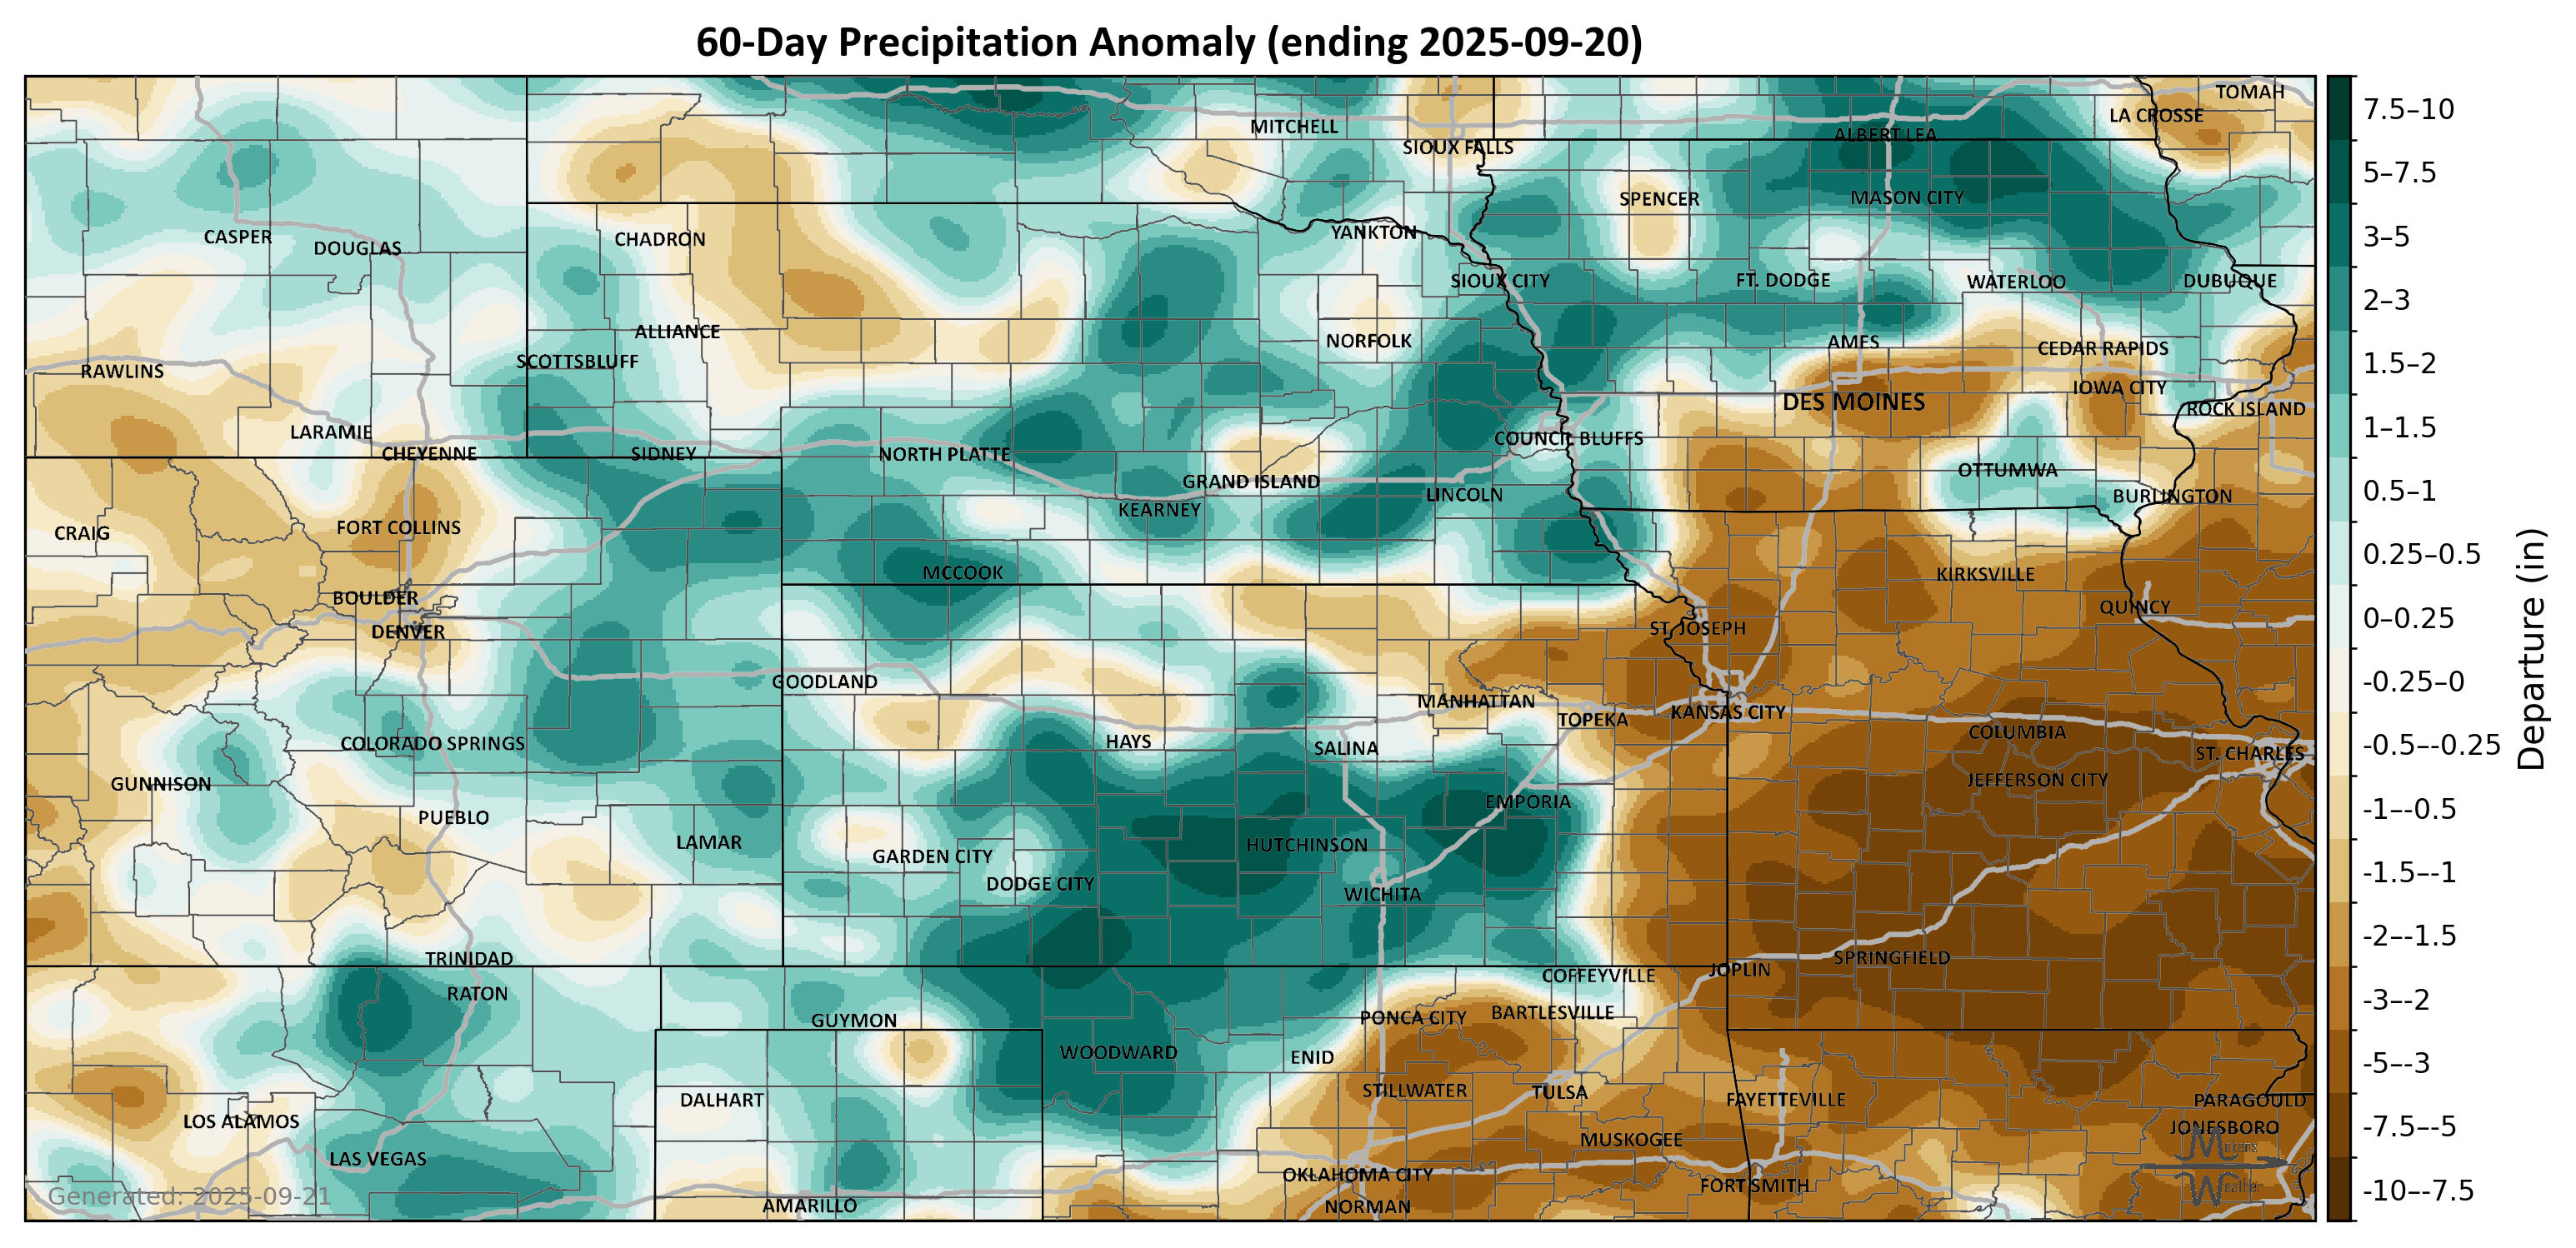 60-Day Precipitation Anomaly (ending 2025-09-20)
TOMAH
LA CROSSE
MITCHELL
ALBERT LEA
SIOUX FALLS
SPENCER
MASON CITY
CASPER
DOUGLAS
CHADRON
YANKTON
SIOUX CITY
FT. DODGE
WATERLOO
DUBUQUE
ALLIANCE
NORFOLK
AMES
CEDAR RAPIDS
SCOTTSBLUFF
RAWLINS
IOWA CITY
DES MOINES
ROCK ISLAND
LARAMIE
COUNCIL BLUFFS
CHEYENNE
SIDNEY
NORTH PLATTE
OTTUMWA
GRAND ISLAND
LINCOLN
BURLINGTON
KEARNEY
CRAIG
FORT COLLINS
MCCOOK
KIRKSVILLE
BOULDER
QUINCY
DENVER
ST. JOSEPH
GOODLAND
MANHATTAN
KANSAS CITY
TOPEKA
COLUMBIA
COLORADO SPRINGS
HAYS
SALINA
ST. CHARLES
GUNNISON
JEFFERSON CITY
EMPORIA
PUEBLO
LAMAR
HUTCHINSON
GARDEN CITY
DODGE CITY
WICHITA
TRINIDAD
SPRINGFIELD
JOPLIN
COFFEYVILLE
RATON
BARTLESVILLE
GUYMON
PONCA CITY
WOODWARD
ENID
STILLWATER
TULSA
DALHART
FAYETTEVILLE
PARAGOULD
LOS ALAMOS
JONESBORO
MUSKOGEE
LAS VEGAS
OKLAHOMA CITY
FORT SMITH
AMARILLO
NORMAN
Generated: 2025-09-21
Makens
Weather
7.5–10
5–7.5
3–5
2–3
1.5–2
1–1.5
0.5–1
0.25–0.5
0–0.25
-0.25–0
-0.5–-0.25
-1–-0.5
-1.5–-1
-2–-1.5
-3–-2
-5–-3
-7.5–-5
-10–-7.5
Departure (in)